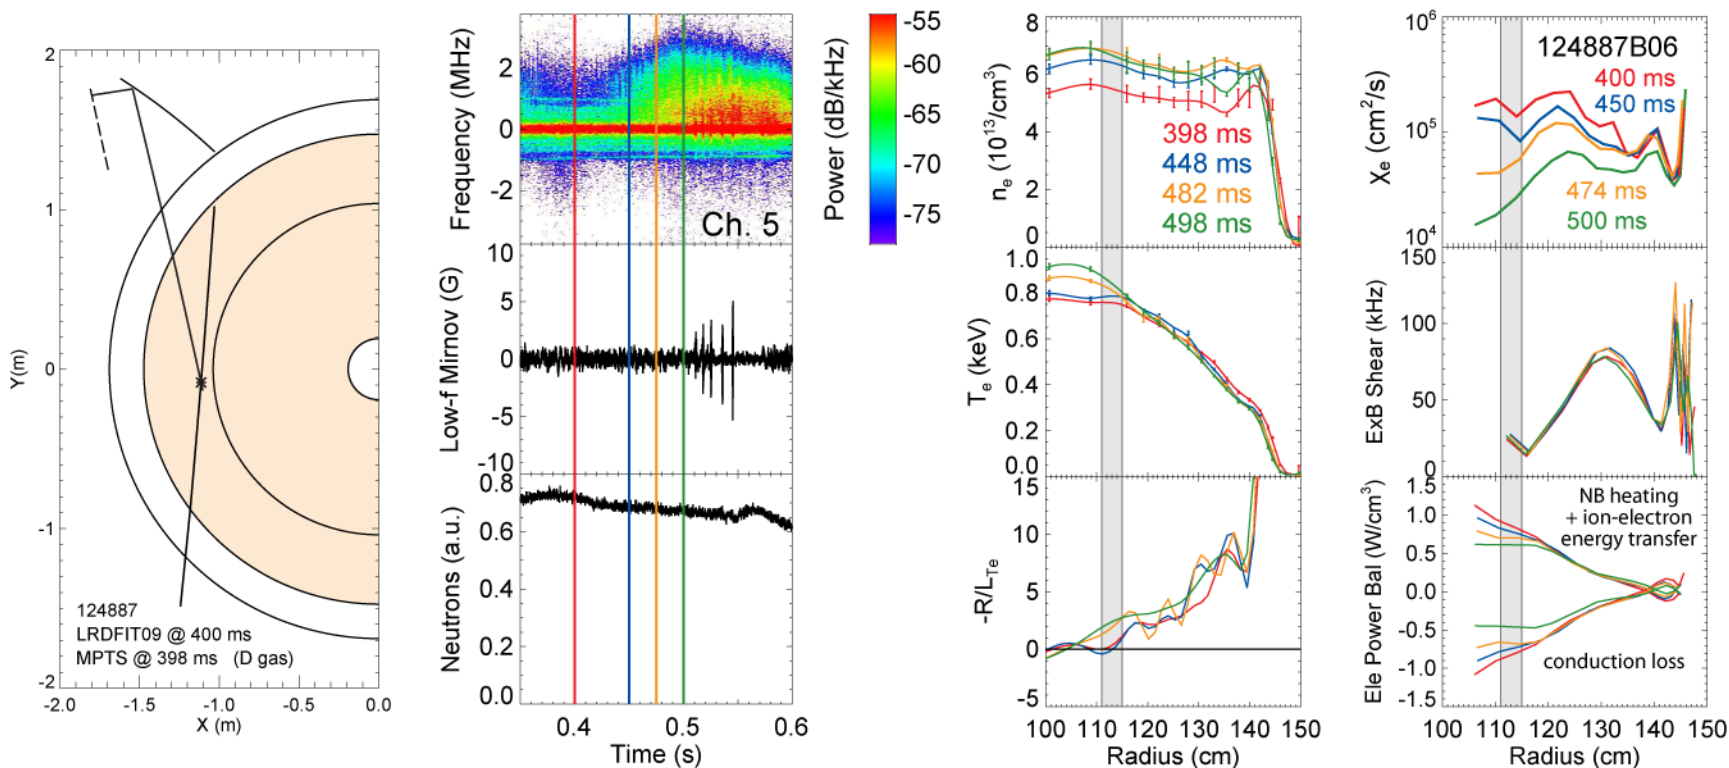 2
1
0
-1
-2
Y(m)
-2.0
-1.5
-1.0
-0.5
0.0
X (m)
124887
LRDFIT09 @ 400 ms
MPTS @ 398 ms (D gas)
Frequency (MHz)
2
0
-2
Ch. 5
Low-f Mirnov (G)
10
5
0
-5
-10
Neutrons (a.u.)
0.8
0.6
0.4
0.2
0.0
0.4
0.5
0.6
Time (s)
Power (dB/kHz)
-55
-60
-65
-70
-75
n_e (10^13/cm^3)
8
6
4
2
0
398 ms
448 ms
482 ms
498 ms
T_e (keV)
1.0
0.8
0.6
0.4
0.2
0.0
-R/L_Te
15
10
5
0
-5
100 110 120 130 140 150
Radius (cm)
Χ_e (cm^2/s)
10^6
10^5
10^4
124887B06
400 ms
450 ms
474 ms
500 ms
ExB Shear (kHz)
100
50
0
Ele Power Bal (W/cm^3)
1.5
1.0
0.5
0.0
-0.5
-1.0
-1.5
NB heating
+ ion-electron
energy transfer
conduction loss
100 110 120 130 140 150
Radius (cm)